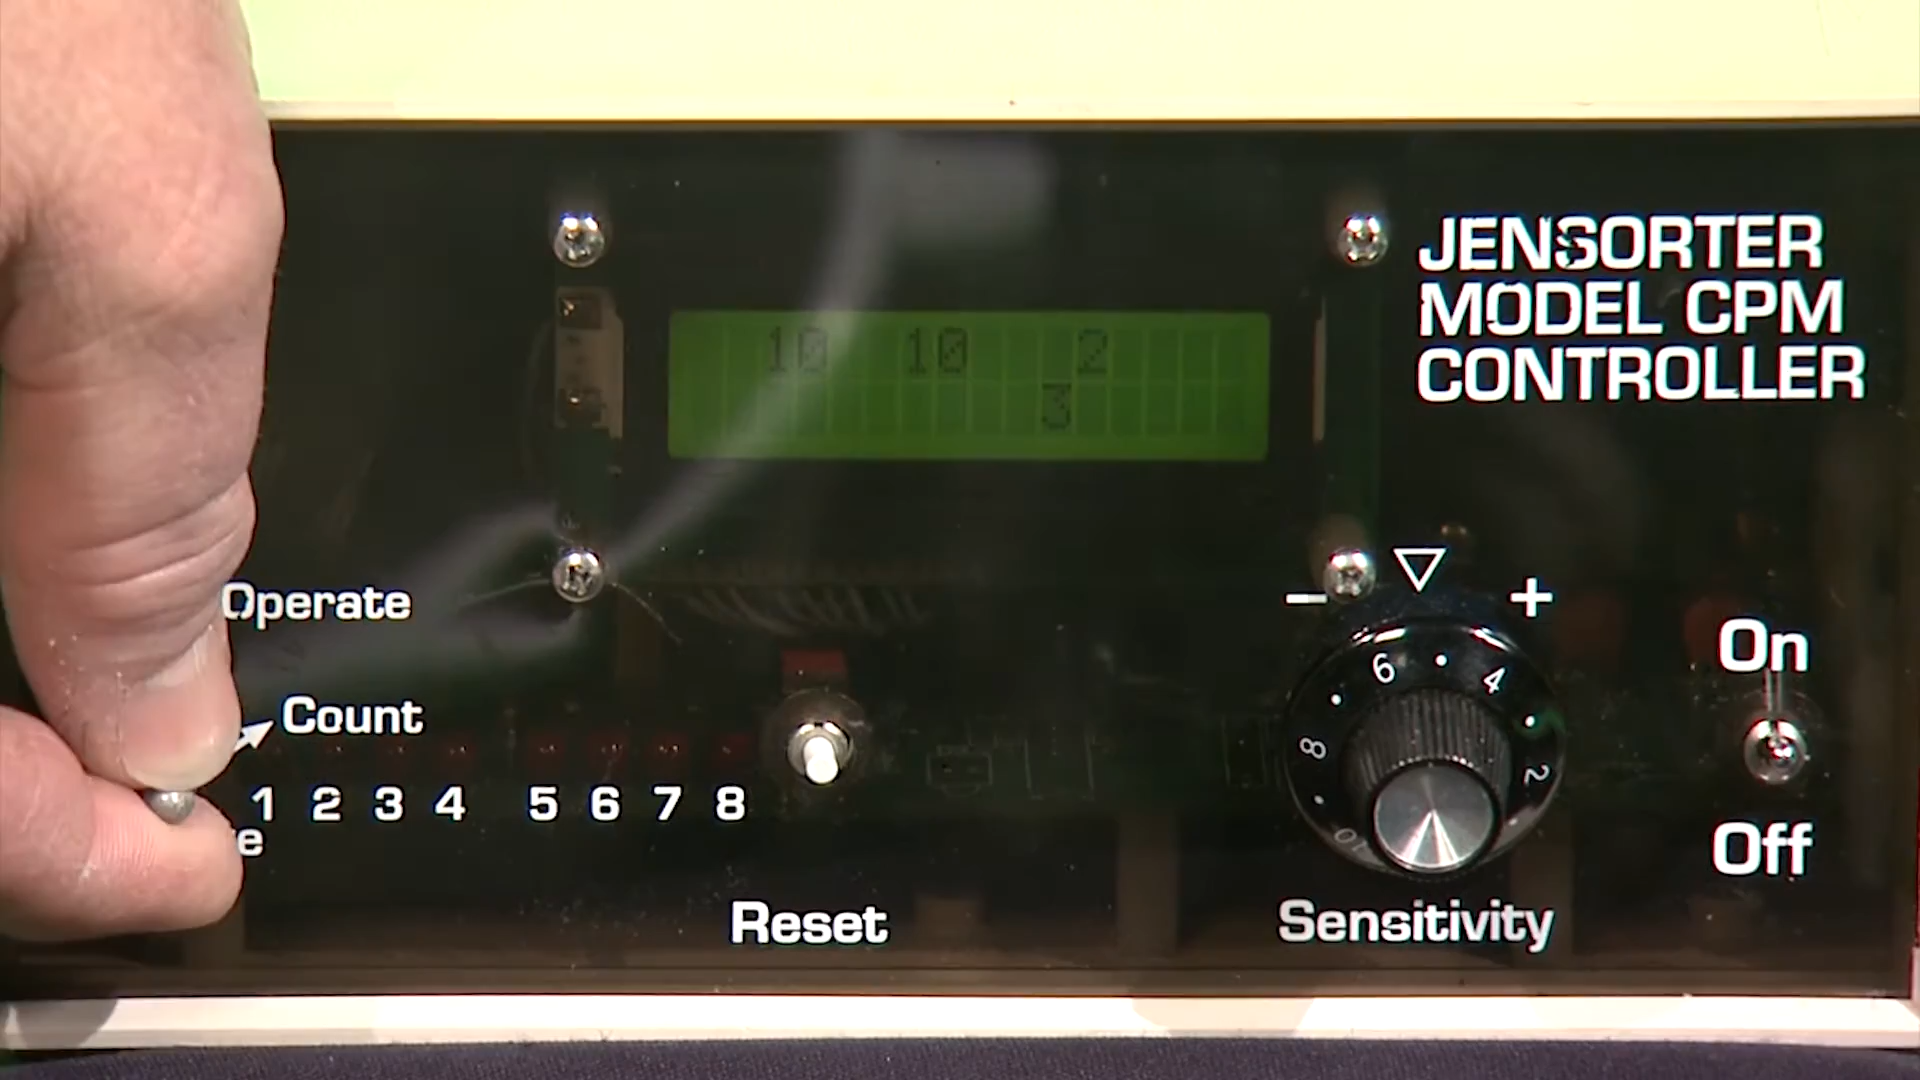 JENSORTER
MODEL CPM
CONTROLLER
10 10 2
3
Operate
Count
1 2 3 4 5 6 7 8
Reset
- +
10 8 6 4 2
Sensitivity
On
Off